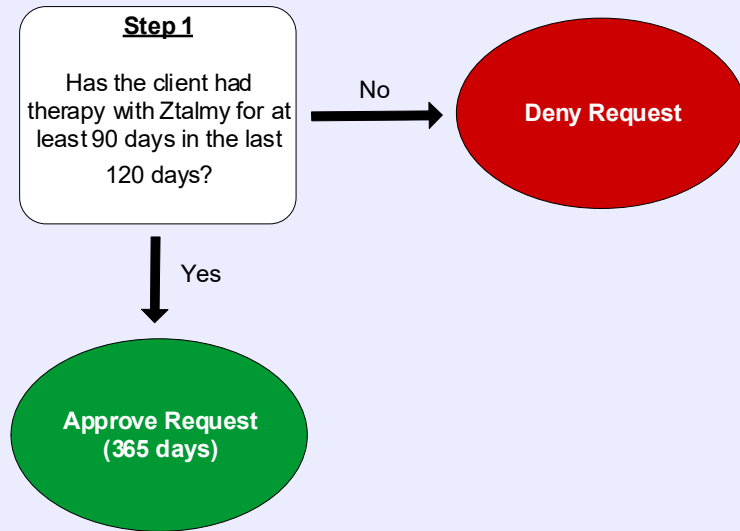 Step 1
Has the client had
therapy with Ztalmy for at
least 90 days in the last
120 days?
No
Deny Request
Yes
Approve Request
(365 days)